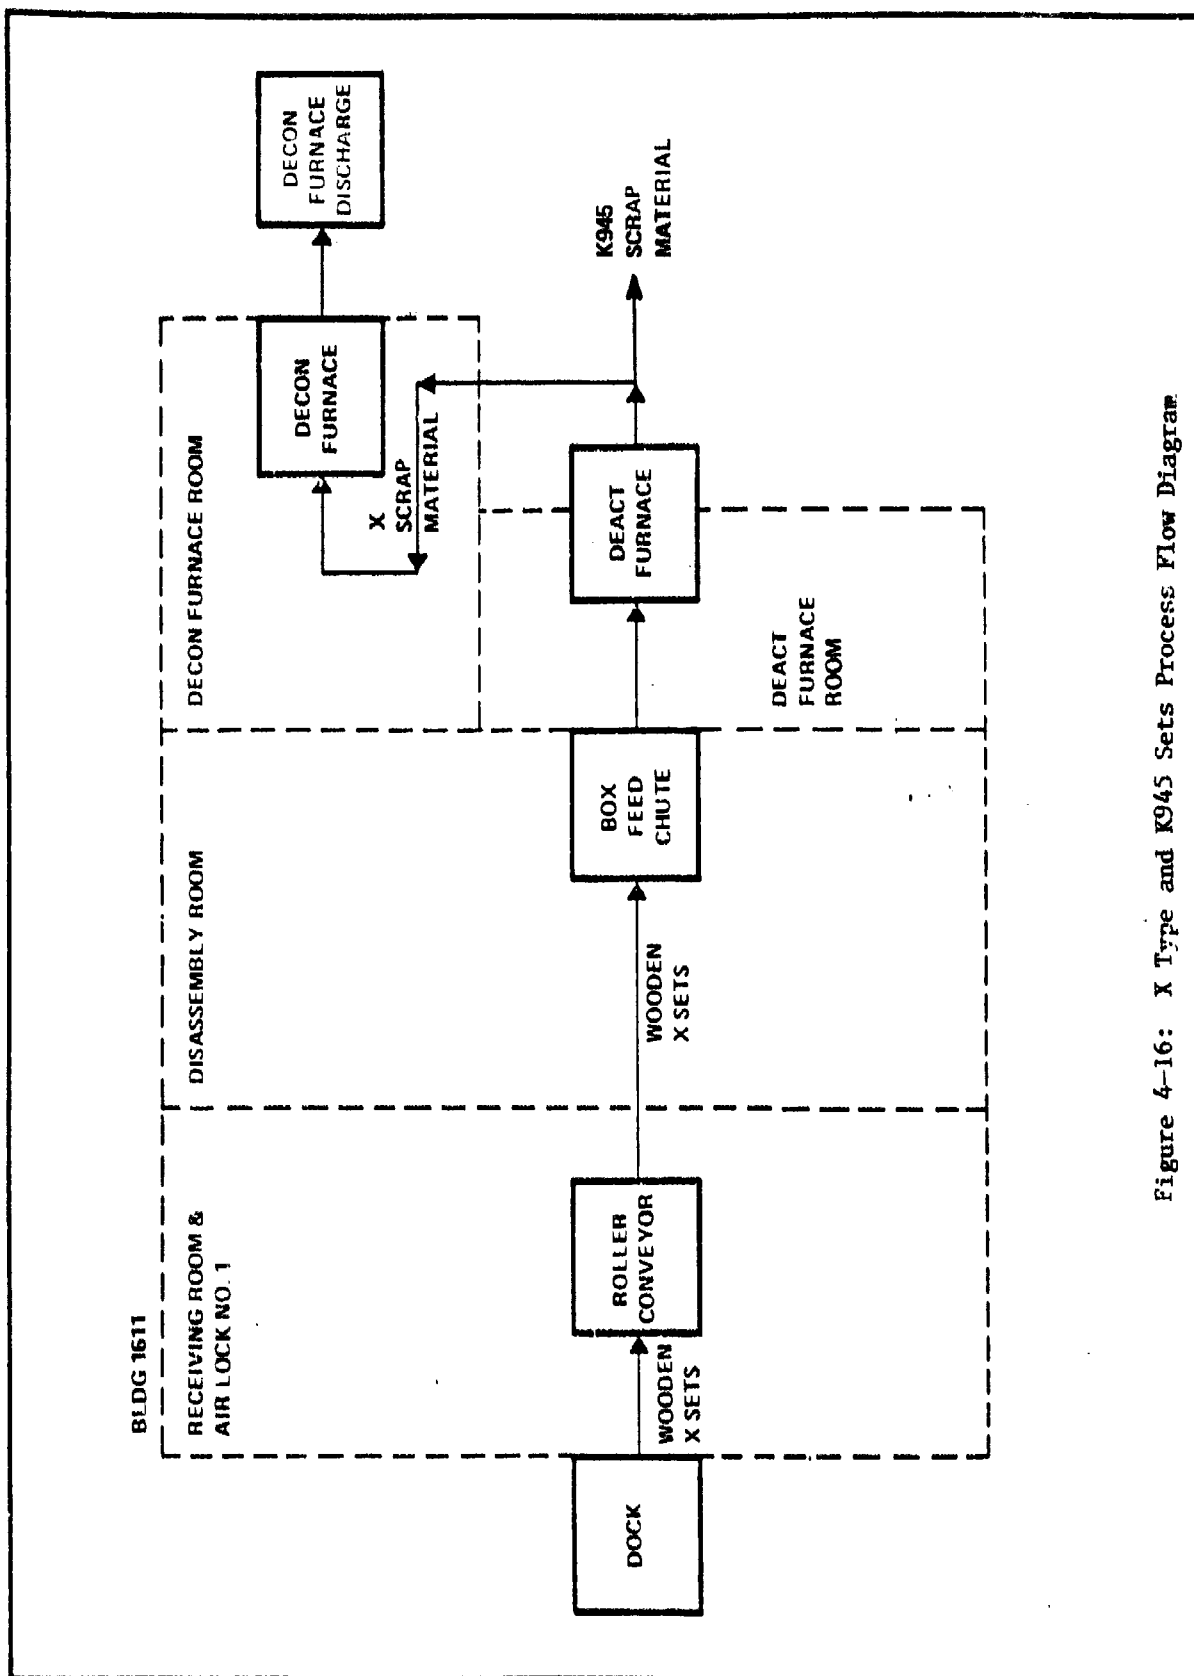 BLDG 1611
RECEIVING ROOM &
AIR LOCK NO. 1
DISASSEMBLY ROOM
DECON FURNACE ROOM
DECON
FURNACE
DECON
FURNACE
DISCHARGE
X
SCRAP
MATERIAL
DOCK
WOODEN
X SETS
ROLLER
CONVEYOR
WOODEN
X SETS
BOX
FEED
CHUTE
DEACT
FURNACE
K945
SCRAP
MATERIAL
DEACT
FURNACE
ROOM
Figure 4-16: X Type and K945 Sets Process Flow Diagram